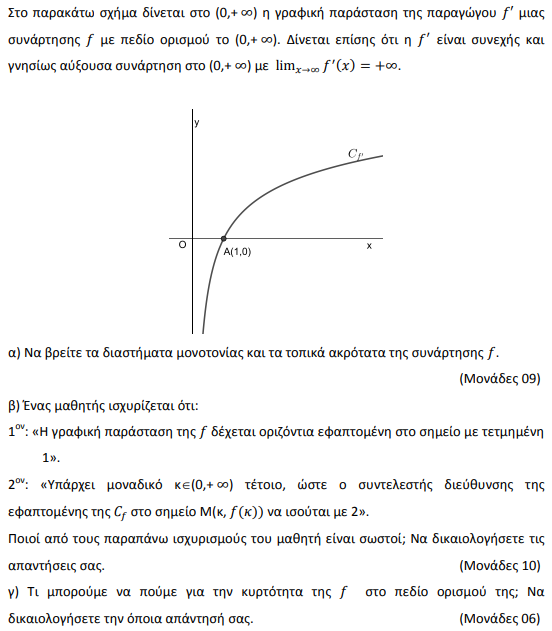 Στο παρακάτω σχήμα δίνεται στο (0,+ ∞) η γραφική παράσταση της παραγώγου f′ μιας
συνάρτησης f με πεδίο ορισμού το (0,+ ∞). Δίνεται επίσης ότι η f′ είναι συνεχής και
γνησίως αύξουσα συνάρτηση στο (0,+ ∞) με lim_{x→∞} f′(x) = +∞.
y
C_f
O
A(1,0)
x
α) Να βρείτε τα διαστήματα μονοτονίας και τα τοπικά ακρότατα της συνάρτησης f.
(Μονάδες 09)
β) Ένας μαθητής ισχυρίζεται ότι:
1^{ον}: «Η γραφική παράσταση της f δέχεται οριζόντια εφαπτομένη στο σημείο με τετμημένη
1».
2^{ον}: «Υπάρχει μοναδικό κ∈(0,+ ∞) τέτοιο, ώστε ο συντελεστής διεύθυνσης της
εφαπτομένης της C_f στο σημείο Μ(κ, f(κ)) να ισούται με 2».
Ποιοί από τους παραπάνω ισχυρισμούς του μαθητή είναι σωστοί; Να δικαιολογήσετε τις
απαντήσεις σας. (Μονάδες 10)
γ) Τι μπορούμε να πούμε για την κυρτότητα της f στο πεδίο ορισμού της; Να
δικαιολογήσετε την όποια απάντησή σας. (Μονάδες 06)